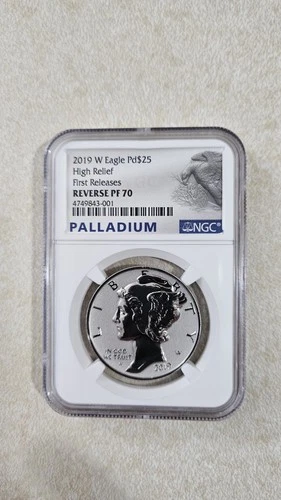 2019 W Eagle Pd$25
High Relief
First Releases
REVERSE PF 70
4749843-001
PALLADIUM
NGC
LIBERTY
IN GOD
WE TRUST
2019